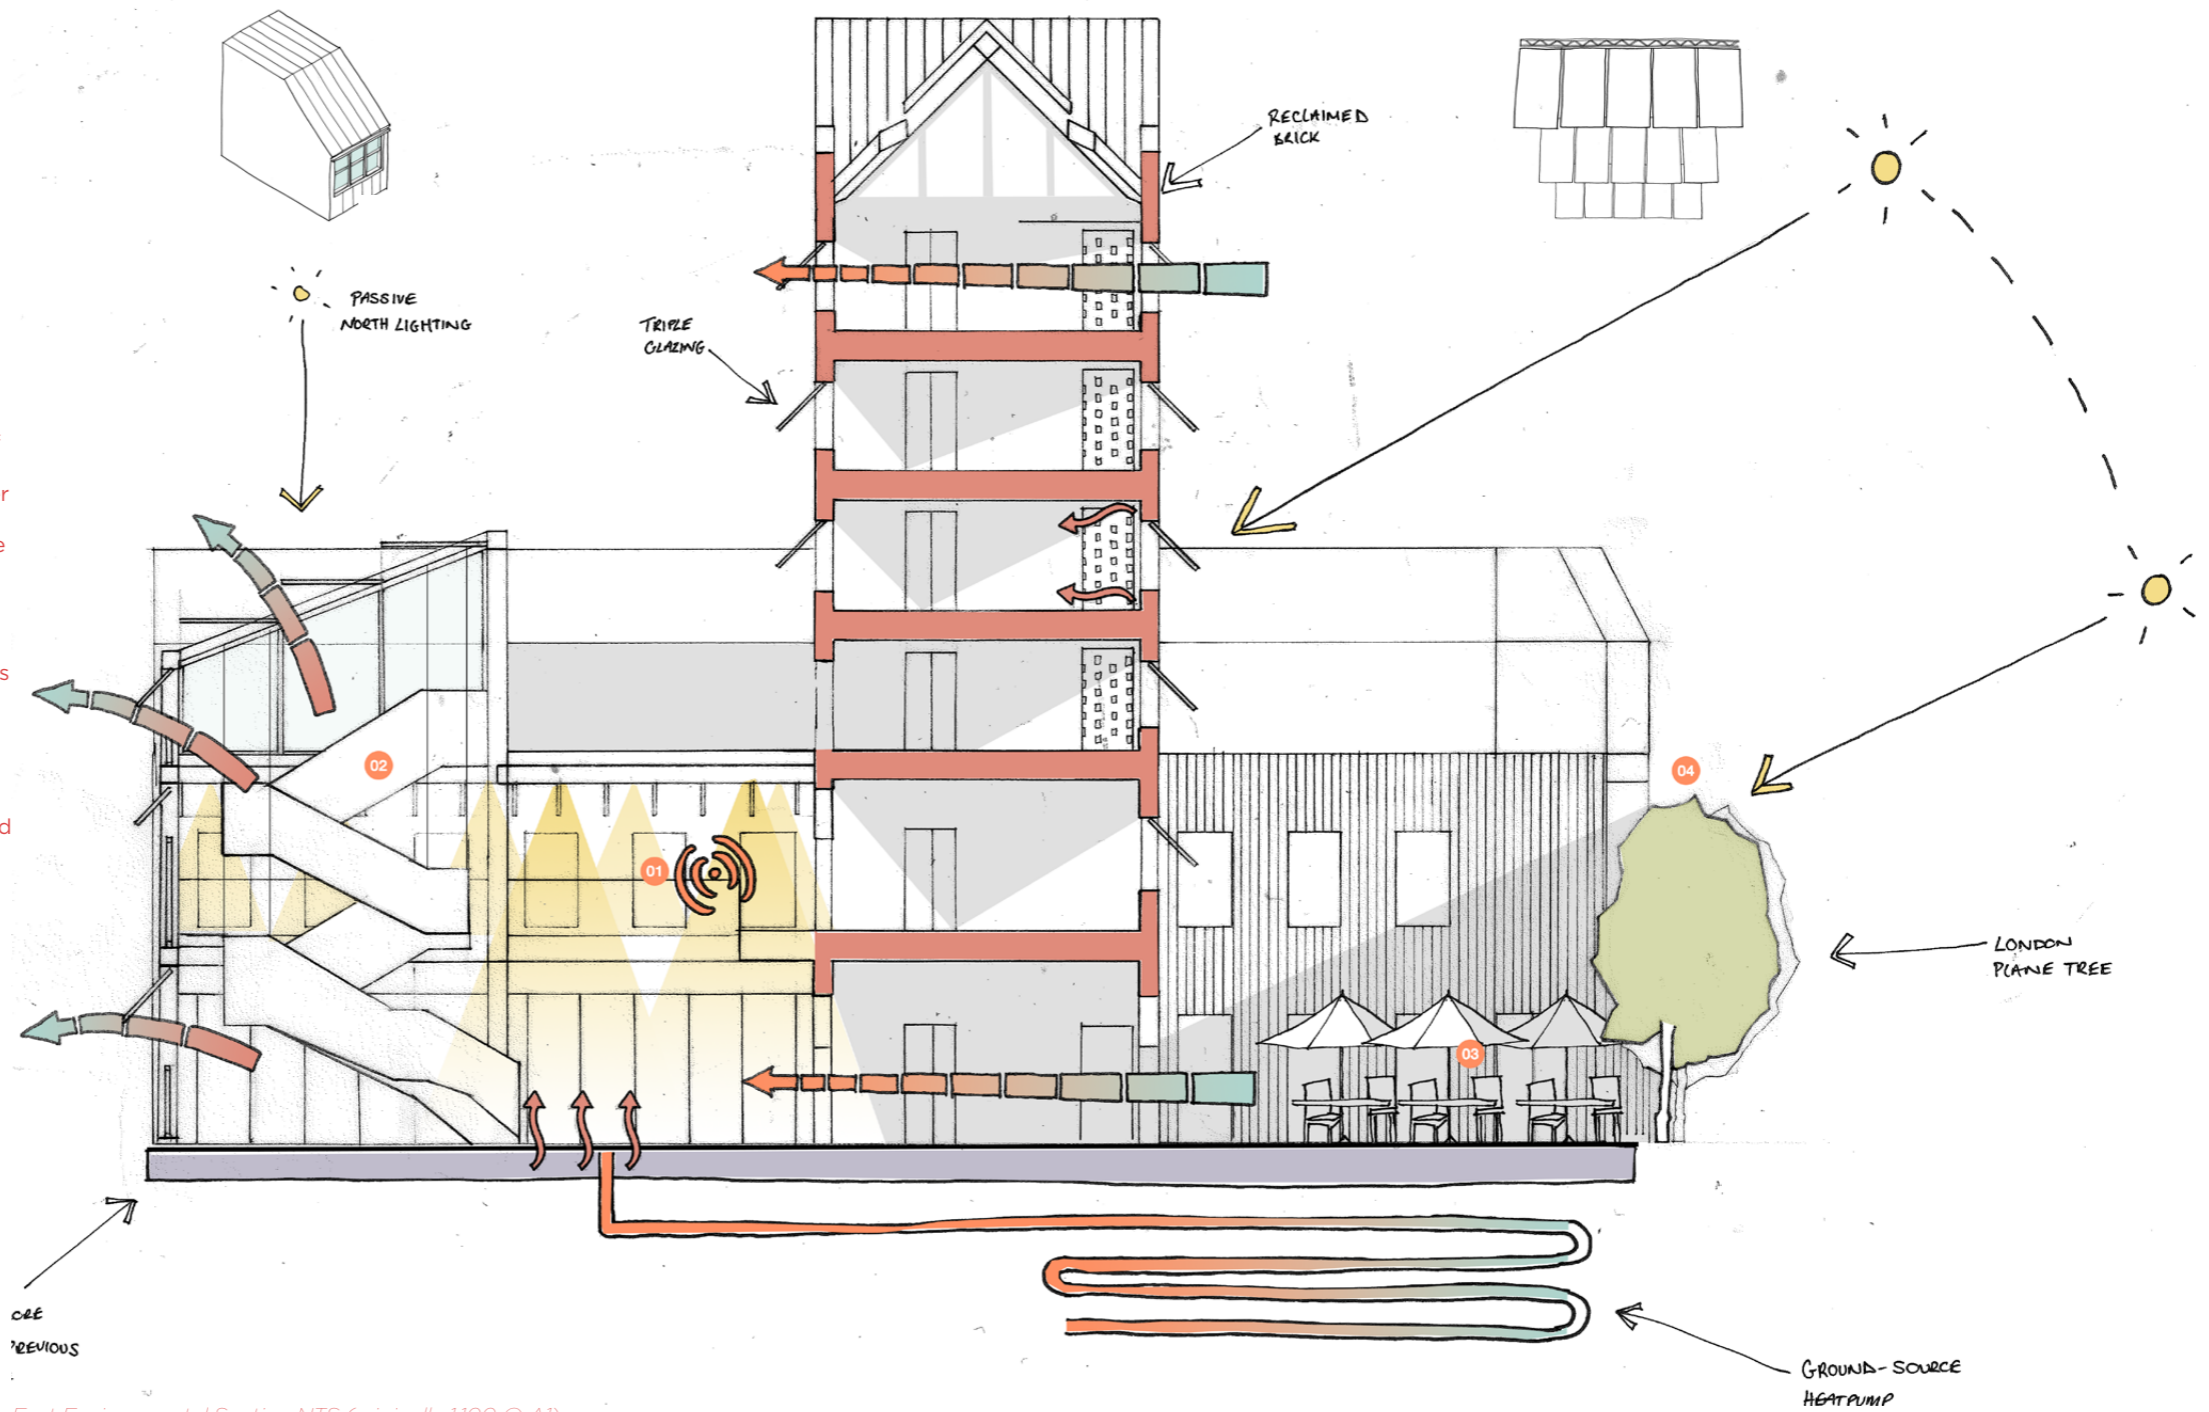 RECLAIMED
BRICK
PASSIVE
NORTH LIGHTING
TRIPLE
GLAZING
r
e
s
02
04
d
01
LONDON
PLANE TREE
03
GROUND-SOURCE
HEATPUMP